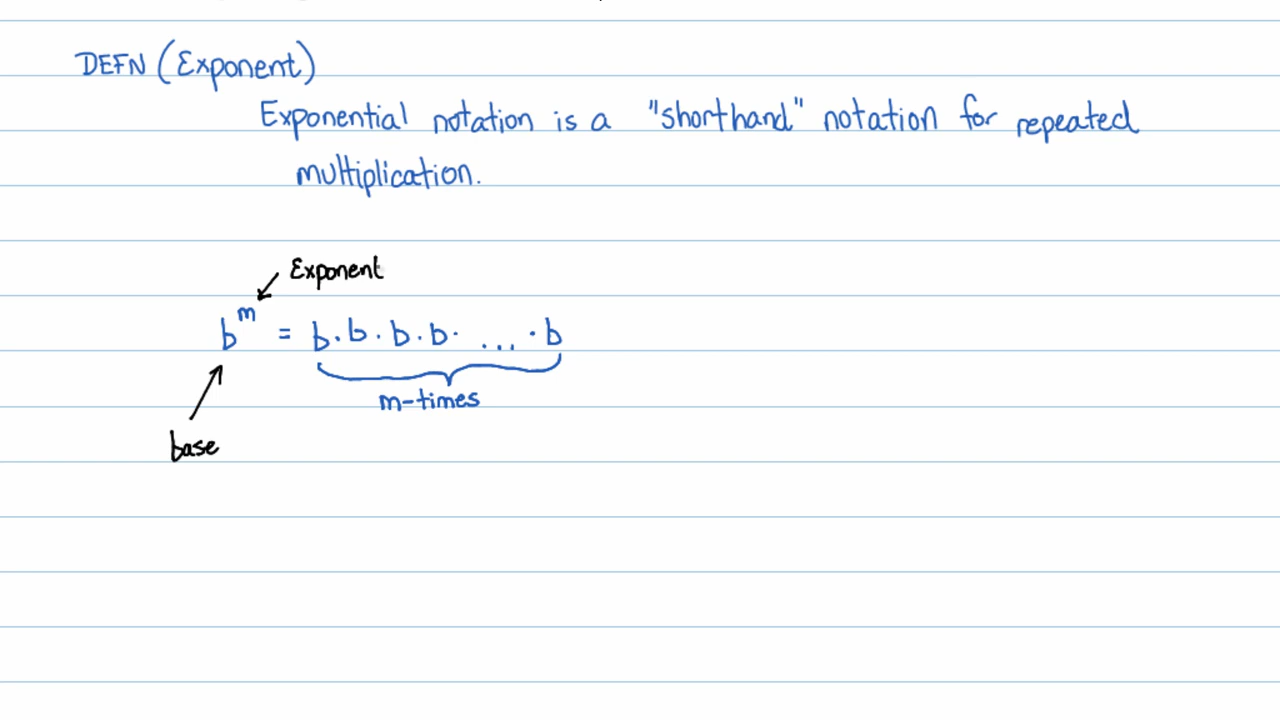 DEFN (Exponent)
Exponential notation is a "shorthand" notation for repeated
multiplication.
Exponent
b^m = b·b·b·b· ... ·b
m-times
base